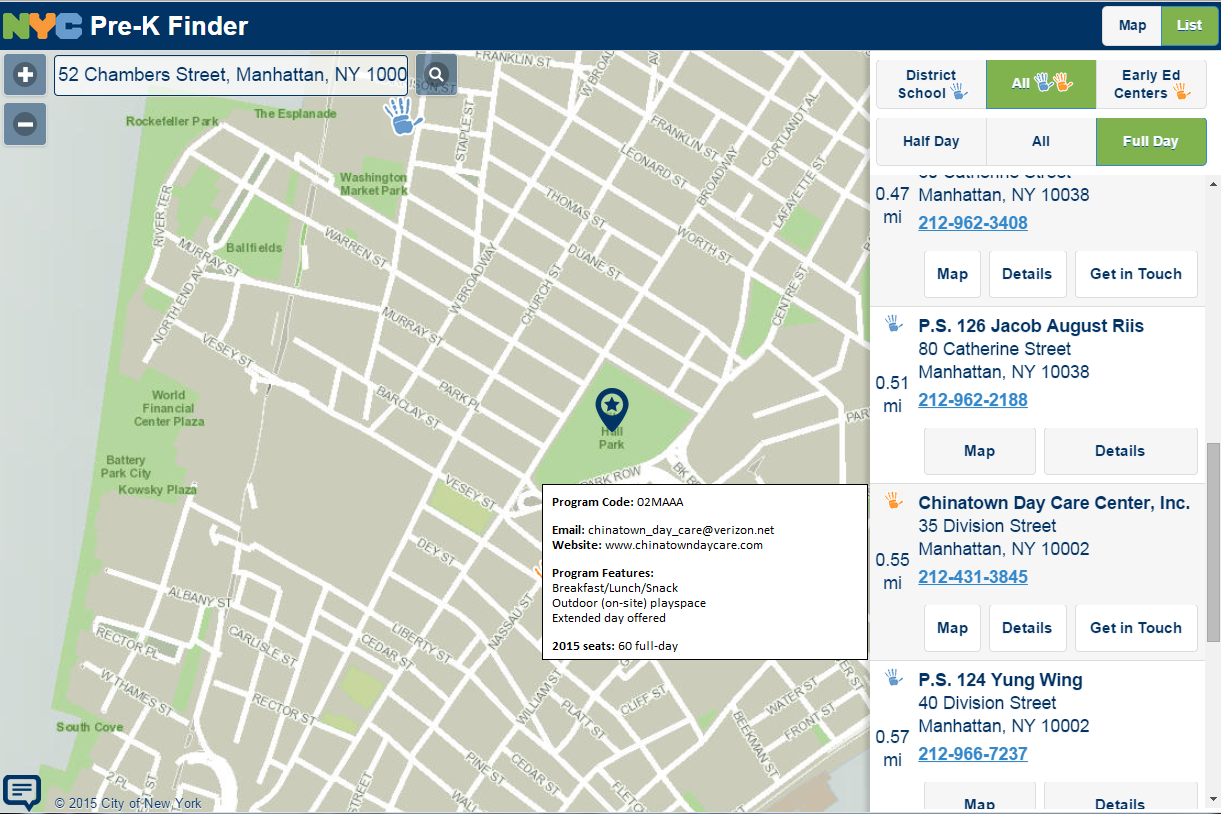 NYC Pre-K Finder
Map
List
52 Chambers Street, Manhattan, NY 1000
District School
All
Early Ed Centers
Half Day
All
Full Day
0.47 mi
Manhattan, NY 10038
212-962-3408
Map
Details
Get in Touch
P.S. 126 Jacob August Riis
80 Catherine Street
Manhattan, NY 10038
0.51 mi
212-962-2188
Map
Details
Chinatown Day Care Center, Inc.
35 Division Street
Manhattan, NY 10002
0.55 mi
212-431-3845
Map
Details
Get in Touch
P.S. 124 Yung Wing
40 Division Street
Manhattan, NY 10002
0.57 mi
212-966-7237
Map
Details
Program Code: 02MAAA
Email: chinatown_day_care@verizon.net
Website: www.chinatowndaycare.com
Program Features:
Breakfast/Lunch/Snack
Outdoor (on-site) playspace
Extended day offered
2015 seats: 60 full-day
FRANKLIN ST
Rockefeller Park
The Esplanade
STAPLE ST
FRANKLIN ST
CORTLANDT AL
LEONARD ST
BROADWAY
Washington
Market Park
LAFAYETTE ST
THOMAS ST
RIVER TER
WORTH ST
WARREN ST
Ballfields
MURRAY ST
DUANE ST
W BROADWAY
CHURCH ST
CENTRE ST
NORTH END AV
MURRAY ST
VESEY ST
PARK PL
BARCLAY ST
World
Financial
Center Plaza
Hall
Park
Battery
Park City
Kowsky Plaza
PARK ROW
VESEY ST
DEY ST
ALBANY ST
NASSAU ST
LIBERTY ST
RECTOR PL
CARLISLE ST
CEDAR ST
W THAMES ST
WILLIAM ST
CLIFF ST
WATER ST
RECTOR ST
PLATT ST
FRONT ST
BEEKMAN ST
South Cove
PINE ST
CEDAR ST
2 PL
© 2015 City of New York